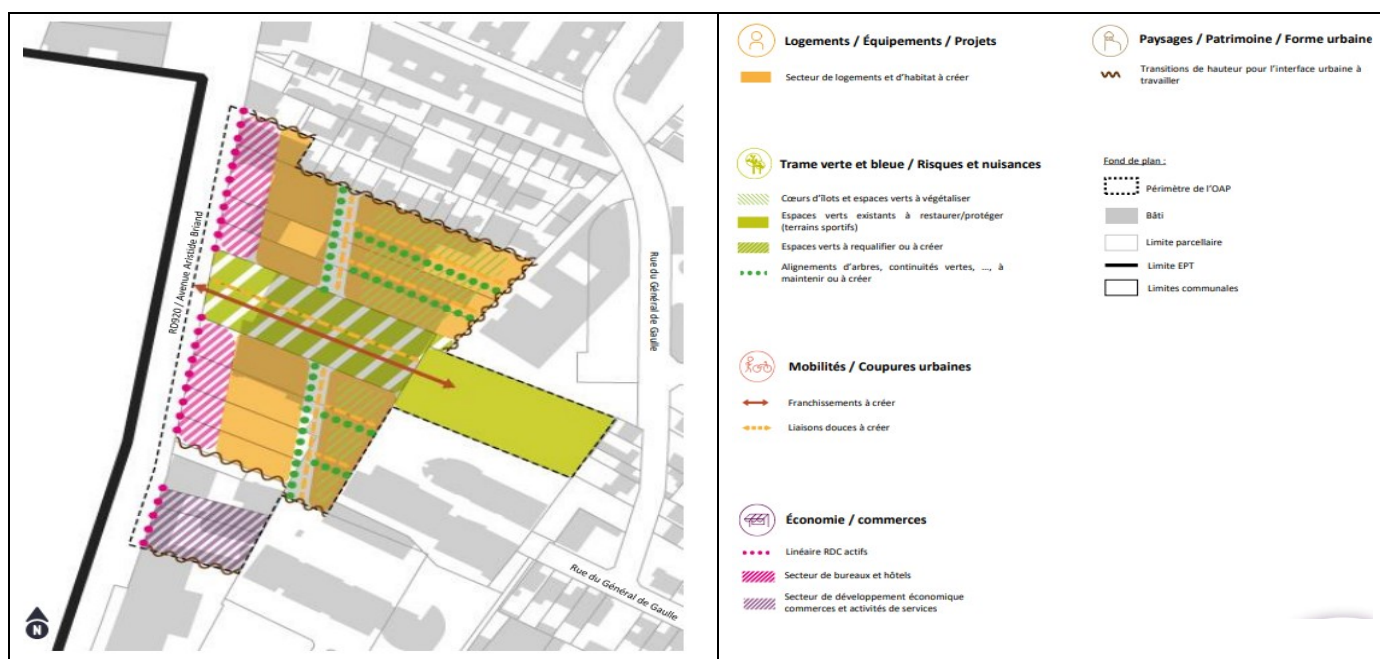 RD920 / Avenue Aristide Briand
Rue du Général de Gaulle
Rue du Général de Gaulle
N
Logements / Équipements / Projets
Secteur de logements et d'habitat à créer
Trame verte et bleue / Risques et nuisances
Cœurs d'îlots et espaces verts à végétaliser
Espaces verts existants à restaurer/protéger
(terrains sportifs)
Espaces verts à requalifier ou à créer
Alignements d'arbres, continuités vertes, ..., à
maintenir ou à créer
Mobilités / Coupures urbaines
Franchissements à créer
Liaisons douces à créer
Économie / commerces
Linéaire RDC actifs
Secteur de bureaux et hôtels
Secteur de développement économique
commerces et activités de services
Paysages / Patrimoine / Forme urbaine
Transitions de hauteur pour l'interface urbaine à
travailler
Fond de plan :
Périmètre de l'OAP
Bâti
Limite parcellaire
Limite EPT
Limites communales